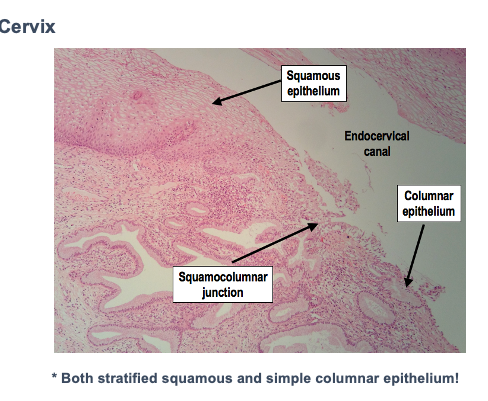 Cervix
Squamous
epithelium
Endocervical
canal
Columnar
epithelium
Squamocolumnar
junction
* Both stratified squamous and simple columnar epithelium!